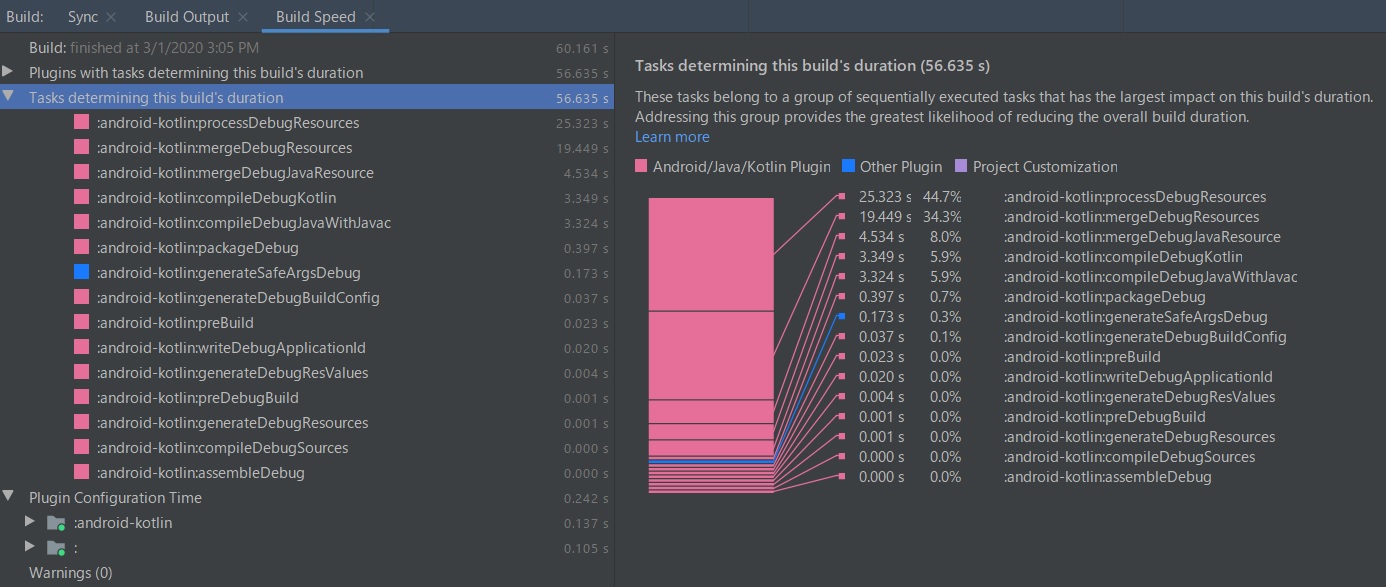 Build: Sync Build Output Build Speed
Build: finished at 3/1/2020 3:05 PM 60.161 s
Plugins with tasks determining this build's duration 56.635 s
Tasks determining this build's duration 56.635 s
:android-kotlin:processDebugResources 25.323 s
:android-kotlin:mergeDebugResources 19.449 s
:android-kotlin:mergeDebugJavaResource 4.534 s
:android-kotlin:compileDebugKotlin 3.349 s
:android-kotlin:compileDebugJavaWithJavac 3.324 s
:android-kotlin:packageDebug 0.397 s
:android-kotlin:generateSafeArgsDebug 0.173 s
:android-kotlin:generateDebugBuildConfig 0.037 s
:android-kotlin:preBuild 0.023 s
:android-kotlin:writeDebugApplicationId 0.020 s
:android-kotlin:generateDebugResValues 0.004 s
:android-kotlin:preDebugBuild 0.001 s
:android-kotlin:generateDebugResources 0.001 s
:android-kotlin:compileDebugSources 0.000 s
:android-kotlin:assembleDebug 0.000 s
Plugin Configuration Time 0.242 s
:android-kotlin 0.137 s
: 0.105 s
Warnings (0)
Tasks determining this build's duration (56.635 s)
These tasks belong to a group of sequentially executed tasks that has the largest impact on this build's duration.
Addressing this group provides the greatest likelihood of reducing the overall build duration.
Learn more
Android/Java/Kotlin Plugin Other Plugin Project Customization
25.323 s 44.7% :android-kotlin:processDebugResources
19.449 s 34.3% :android-kotlin:mergeDebugResources
4.534 s 8.0% :android-kotlin:mergeDebugJavaResource
3.349 s 5.9% :android-kotlin:compileDebugKotlin
3.324 s 5.9% :android-kotlin:compileDebugJavaWithJavac
0.397 s 0.7% :android-kotlin:packageDebug
0.173 s 0.3% :android-kotlin:generateSafeArgsDebug
0.037 s 0.1% :android-kotlin:generateDebugBuildConfig
0.023 s 0.0% :android-kotlin:preBuild
0.020 s 0.0% :android-kotlin:writeDebugApplicationId
0.004 s 0.0% :android-kotlin:generateDebugResValues
0.001 s 0.0% :android-kotlin:preDebugBuild
0.001 s 0.0% :android-kotlin:generateDebugResources
0.000 s 0.0% :android-kotlin:compileDebugSources
0.000 s 0.0% :android-kotlin:assembleDebug